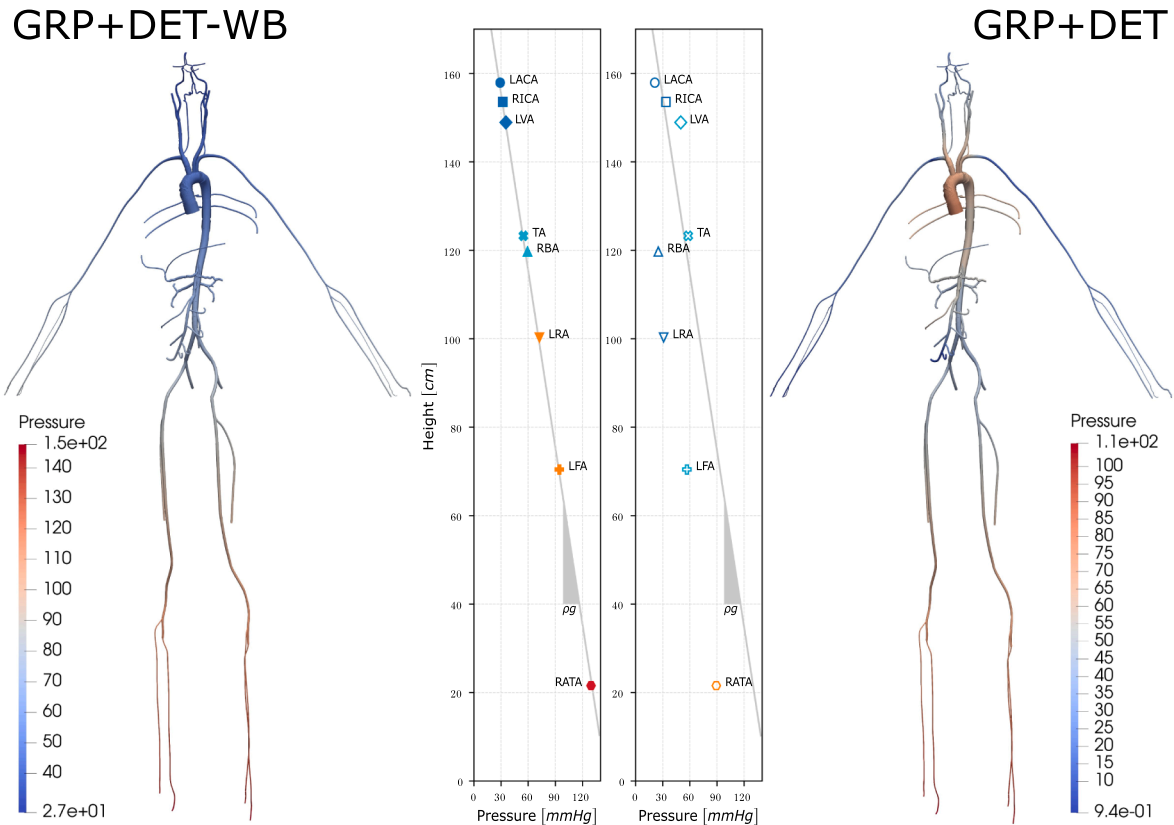 GRP+DET-WB
GRP+DET
Pressure
1.5e+02
140
130
120
110
100
90
80
70
60
50
40
2.7e+01
Height [cm]
160
140
120
100
80
60
40
20
0
LACA
RICA
LVA
TA
RBA
LRA
LFA
ρg
RATA
0 30 60 90 120
Pressure [mmHg]
160
140
120
100
80
60
40
20
0
LACA
RICA
LVA
TA
RBA
LRA
LFA
ρg
RATA
0 30 60 90 120
Pressure [mmHg]
Pressure
1.1e+02
100
95
90
85
80
75
70
65
60
55
50
45
40
35
30
25
20
15
10
9.4e-01